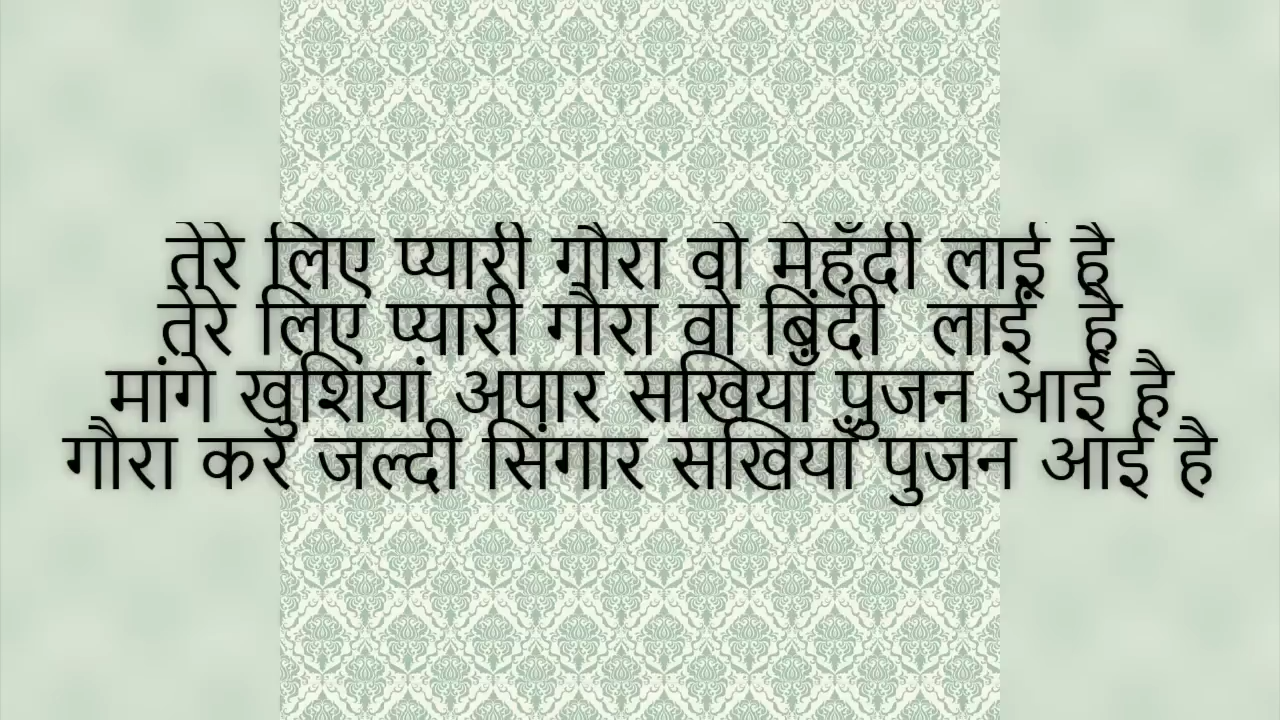 तेरे लिए प्यारी गौरा वो मेहँदी लाई है
तेरे लिए प्यारी गौरा वो बिंदी लाई है
मांगे खुशियां अपार सखियाँ पुजन आई है
गौरा करे जल्दी सिंगार सखियाँ पुजन आई है